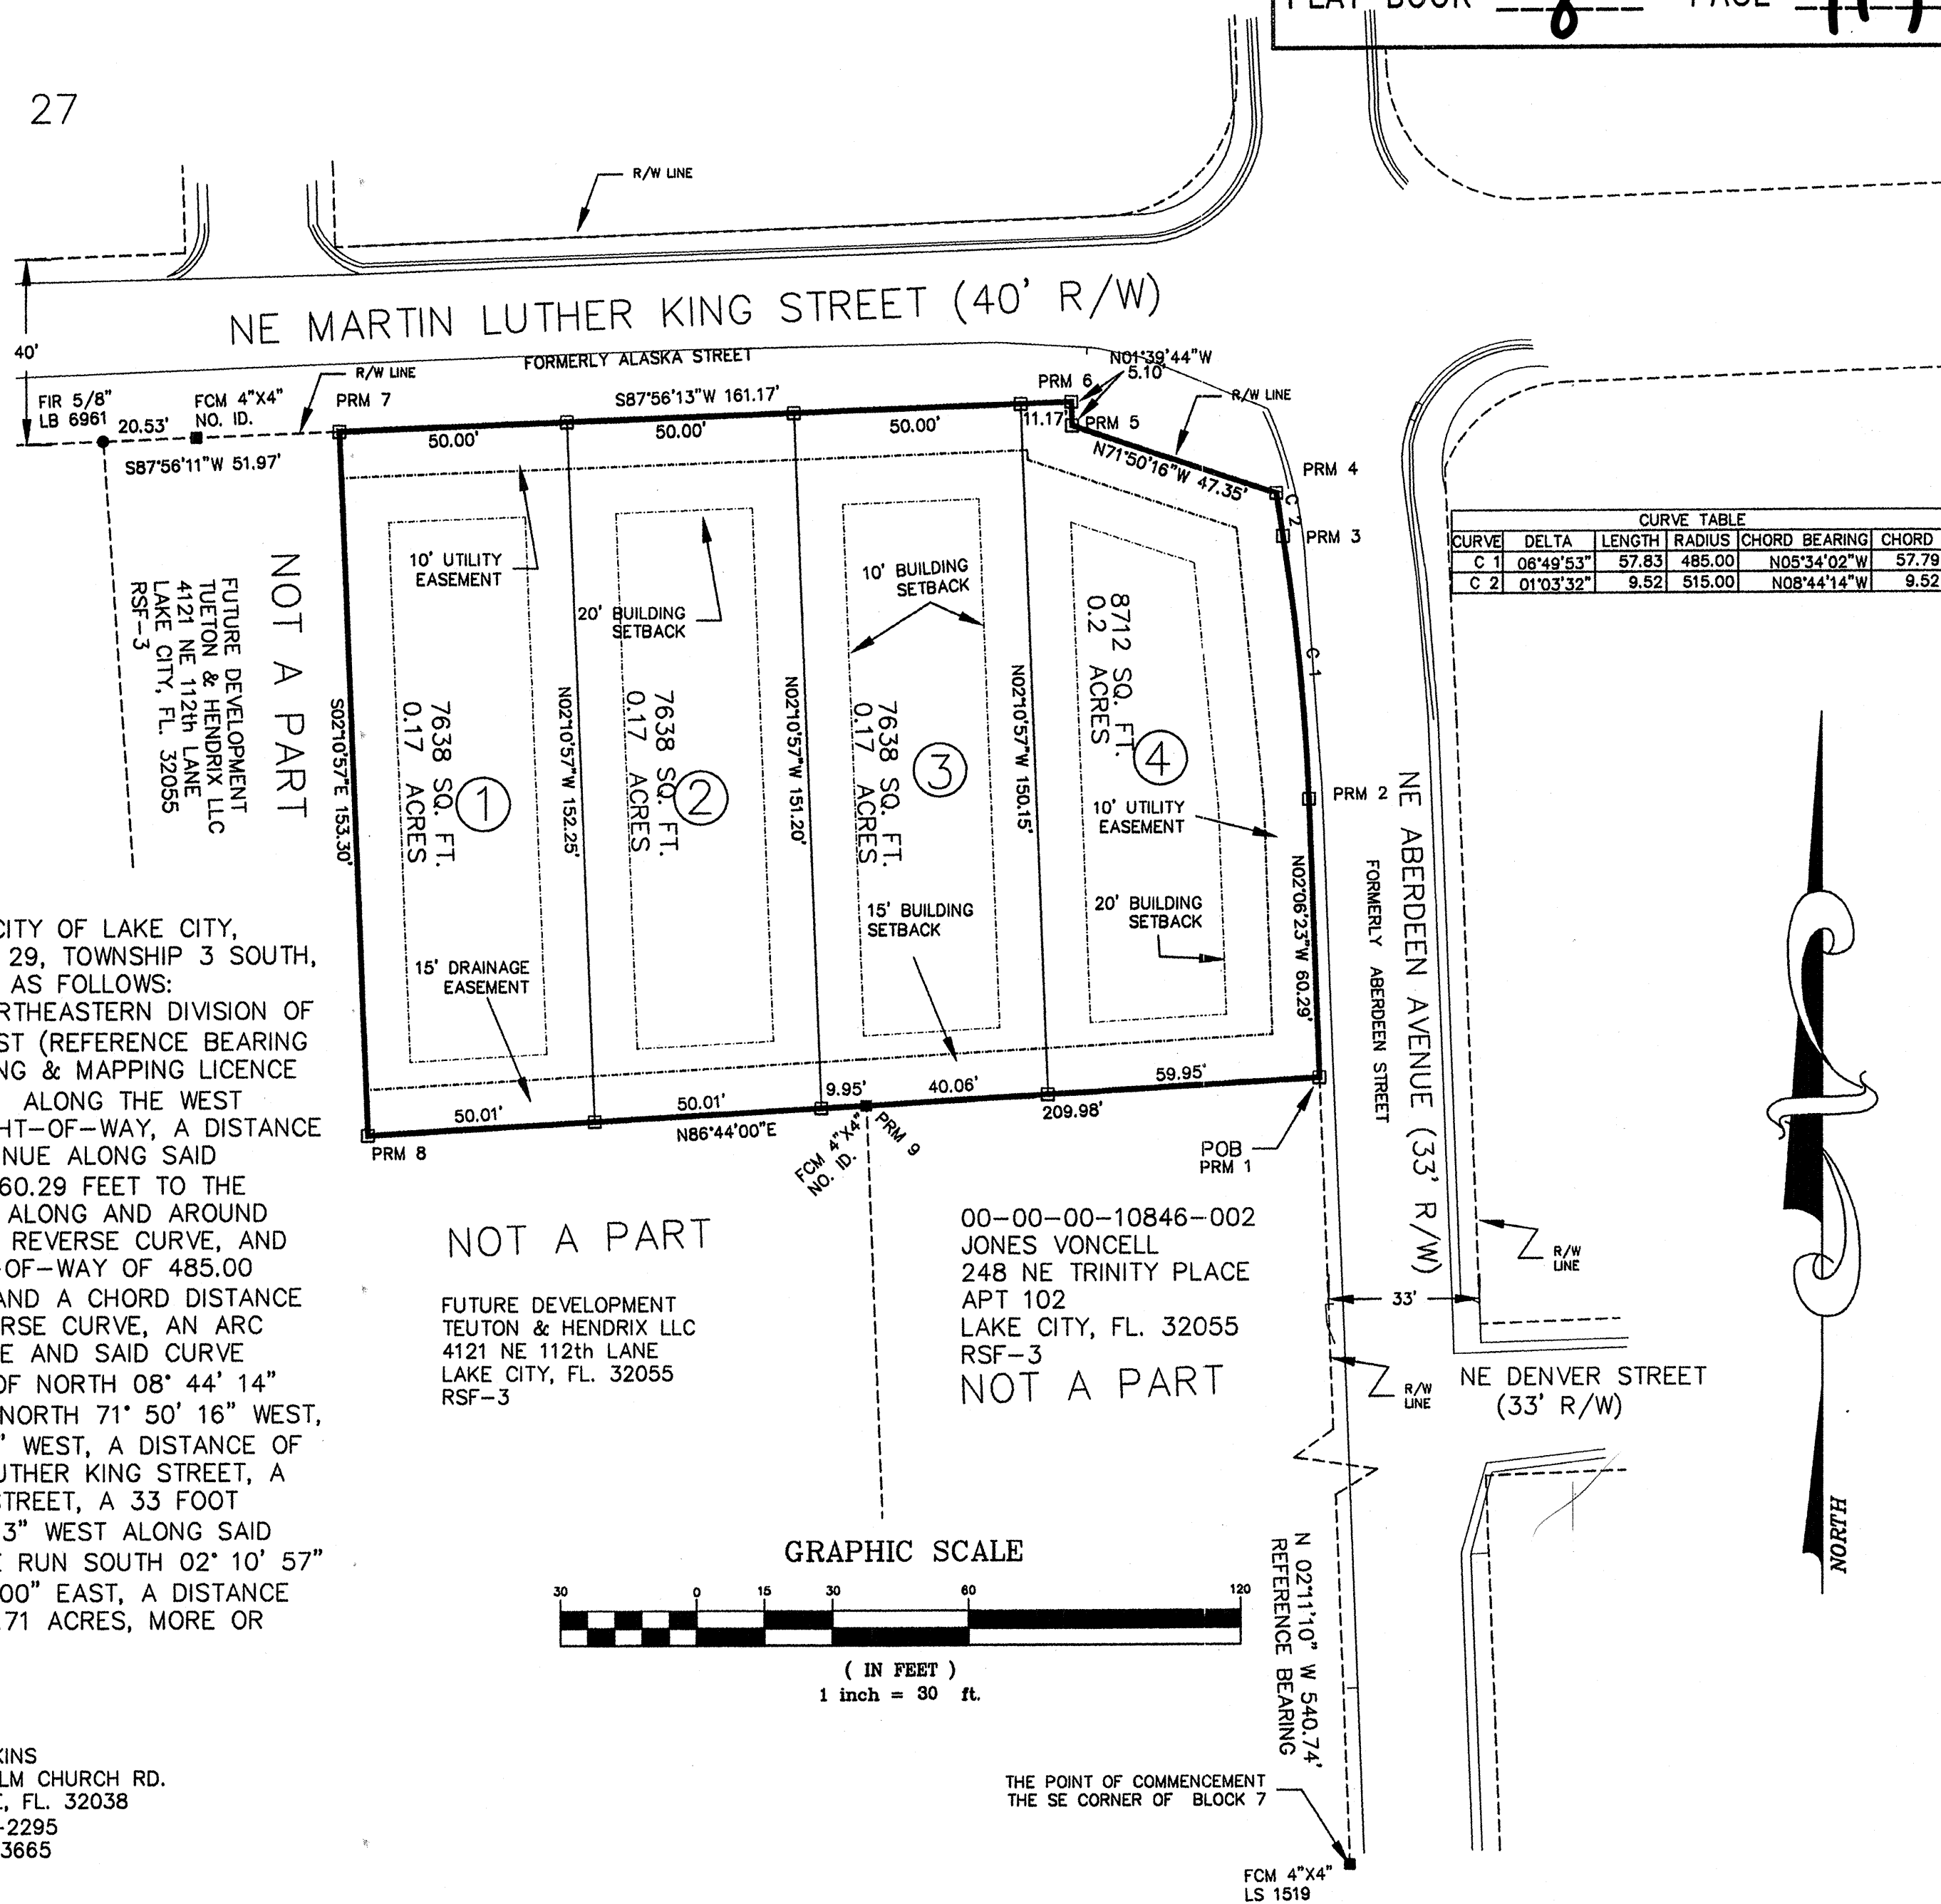 PLAT BOOK 8 PAGE
27
R/W LINE
NE MARTIN LUTHER KING STREET (40' R/W)
FORMERLY ALASKA STREET
40'
FIR 5/8"
LB 6961
20.53'
FCM 4"X4"
NO. ID.
R/W LINE
S87°56'11"W 51.97'
PRM 7
S87°56'13"W 161.17'
50.00'
50.00'
50.00'
11.17'
PRM 6
N01°39'44"W
5.10'
PRM 5
R/W LINE
N71°50'16"W 47.35'
PRM 4
C 2
PRM 3
C 1
PRM 2
CURVE TABLE
CURVE DELTA LENGTH RADIUS CHORD BEARING CHORD
C 1 06°49'53" 57.83 485.00 N05°34'02"W 57.79
C 2 01°03'32" 9.52 515.00 N08°44'14"W 9.52
NOT A PART
FUTURE DEVELOPMENT
TUETON & HENDRIX LLC
4121 NE 112th LANE
LAKE CITY, FL. 32055
RSF-3
S02°10'57"E 153.30'
10' UTILITY
EASEMENT
20' BUILDING
SETBACK
10' BUILDING
SETBACK
7638 SQ. FT.
0.17 ACRES
1
N02°10'57"W 152.25'
7638 SQ. FT.
0.17 ACRES
2
N02°10'57"W 151.20'
7638 SQ. FT.
0.17 ACRES
3
N02°10'57"W 150.15'
8712 SQ. FT.
0.2 ACRES
4
10' UTILITY
EASEMENT
20' BUILDING
SETBACK
15' BUILDING
SETBACK
15' DRAINAGE
EASEMENT
N02°06'23"W 60.29'
NE ABERDEEN AVENUE (33' R/W)
FORMERLY ABERDEEN STREET
PRM 8
50.01'
50.01'
N86°44'00"E
9.95'
40.06'
59.95'
209.98'
FCM 4"X4"
NO. ID.
PRM 9
POB
PRM 1
CITY OF LAKE CITY,
29, TOWNSHIP 3 SOUTH,
AS FOLLOWS:
RTHEASTERN DIVISION OF
ST (REFERENCE BEARING
NG & MAPPING LICENCE
ALONG THE WEST
HT-OF-WAY, A DISTANCE
NUE ALONG SAID
60.29 FEET TO THE
ALONG AND AROUND
REVERSE CURVE, AND
-OF-WAY OF 485.00
AND A CHORD DISTANCE
RSE CURVE, AN ARC
E AND SAID CURVE
OF NORTH 08° 44' 14"
NORTH 71° 50' 16" WEST,
" WEST, A DISTANCE OF
UTHER KING STREET, A
STREET, A 33 FOOT
3" WEST ALONG SAID
E RUN SOUTH 02° 10' 57"
00" EAST, A DISTANCE
.71 ACRES, MORE OR
NOT A PART
FUTURE DEVELOPMENT
TEUTON & HENDRIX LLC
4121 NE 112th LANE
LAKE CITY, FL. 32055
RSF-3
00-00-00-10846-002
JONES VONCELL
248 NE TRINITY PLACE
APT 102
LAKE CITY, FL. 32055
RSF-3
NOT A PART
33'
R/W
LINE
R/W
LINE
NE DENVER STREET
(33' R/W)
NORTH
GRAPHIC SCALE
30 0 15 30 60 120
( IN FEET )
1 inch = 30 ft.
N 02°11'10" W 540.74'
REFERENCE BEARING
THE POINT OF COMMENCEMENT
THE SE CORNER OF BLOCK 7
FCM 4"X4"
LS 1519
KINS
LM CHURCH RD.
E, FL. 32038
-2295
3665